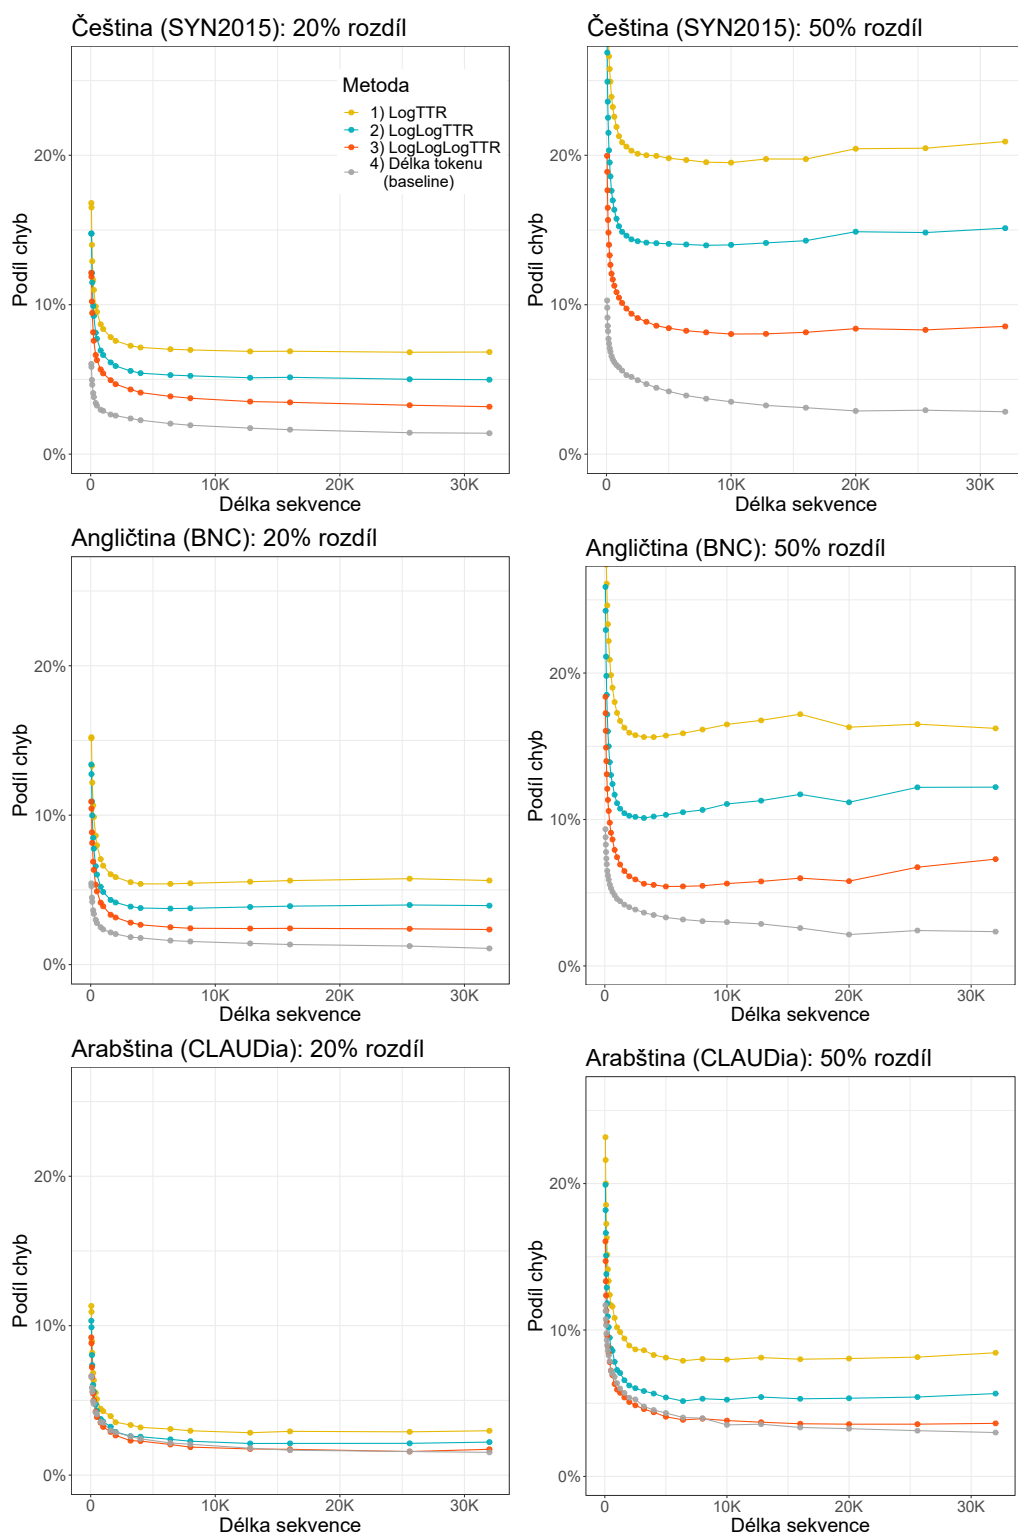 Čeština (SYN2015): 20% rozdíl
Metoda
1) LogTTR
2) LogLogTTR
3) LogLogLogTTR
4) Délka tokenu
(baseline)
20%
10%
0%
Podíl chyb
0
10K
20K
30K
Délka sekvence
Čeština (SYN2015): 50% rozdíl
20%
10%
0%
Podíl chyb
0
10K
20K
30K
Délka sekvence
Angličtina (BNC): 20% rozdíl
20%
10%
0%
Podíl chyb
0
10K
20K
30K
Délka sekvence
Angličtina (BNC): 50% rozdíl
20%
10%
0%
Podíl chyb
0
10K
20K
30K
Délka sekvence
Arabština (CLAUDia): 20% rozdíl
20%
10%
0%
Podíl chyb
0
10K
20K
30K
Délka sekvence
Arabština (CLAUDia): 50% rozdíl
20%
10%
0%
Podíl chyb
0
10K
20K
30K
Délka sekvence